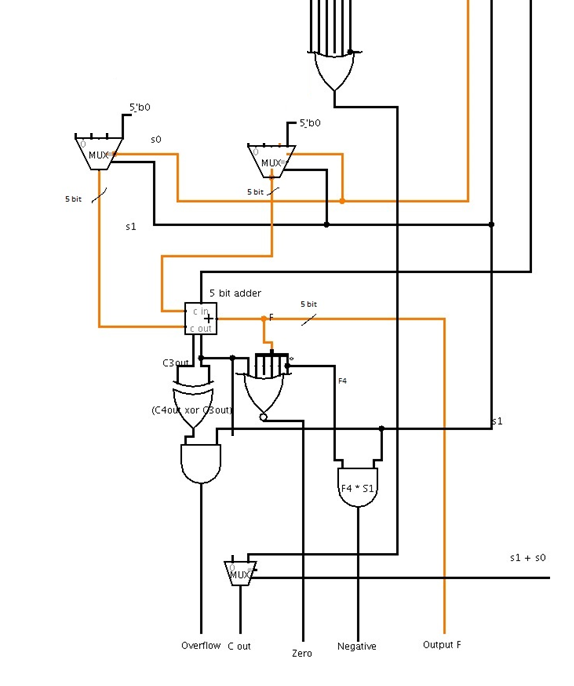 5'b0
s0
5'b0
MUX
MUX
5 bit
5 bit
s1
5 bit adder
c in
+
c out
5 bit
F
C3out
F4
(C4out xor C3out)
s1
F4 * S1
s1 + s0
MUX
Overflow
C out
Zero
Negative
Output F